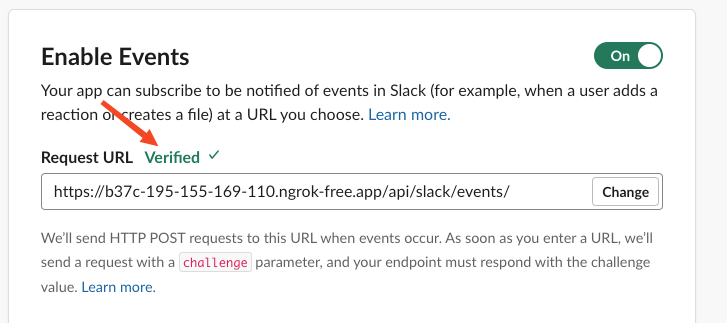 Enable Events
On
Your app can subscribe to be notified of events in Slack (for example, when a user adds a
reaction or creates a file) at a URL you choose. Learn more.
Request URL Verified ✓
https://b37c-195-155-169-110.ngrok-free.app/api/slack/events/
Change
We’ll send HTTP POST requests to this URL when events occur. As soon as you enter a URL, we’ll
send a request with a challenge parameter, and your endpoint must respond with the challenge
value. Learn more.